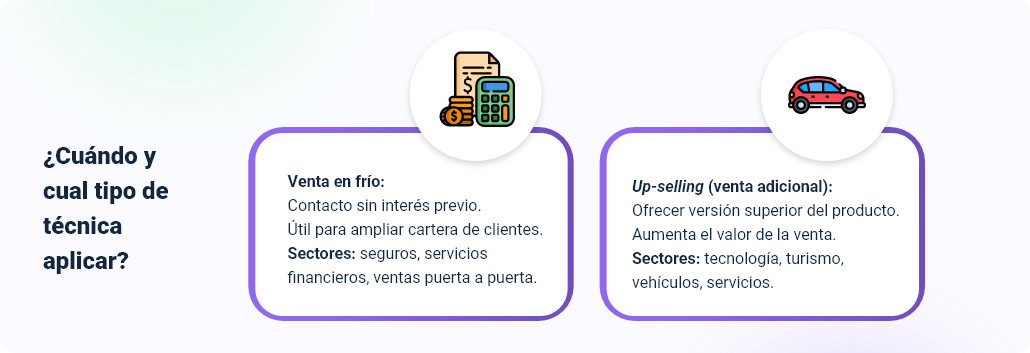 ¿Cuándo y
cual tipo de
técnica
aplicar?
Venta en frío:
Contacto sin interés previo.
Útil para ampliar cartera de clientes.
Sectores: seguros, servicios
financieros, ventas puerta a puerta.
Up-selling (venta adicional):
Ofrecer versión superior del producto.
Aumenta el valor de la venta.
Sectores: tecnología, turismo,
vehículos, servicios.